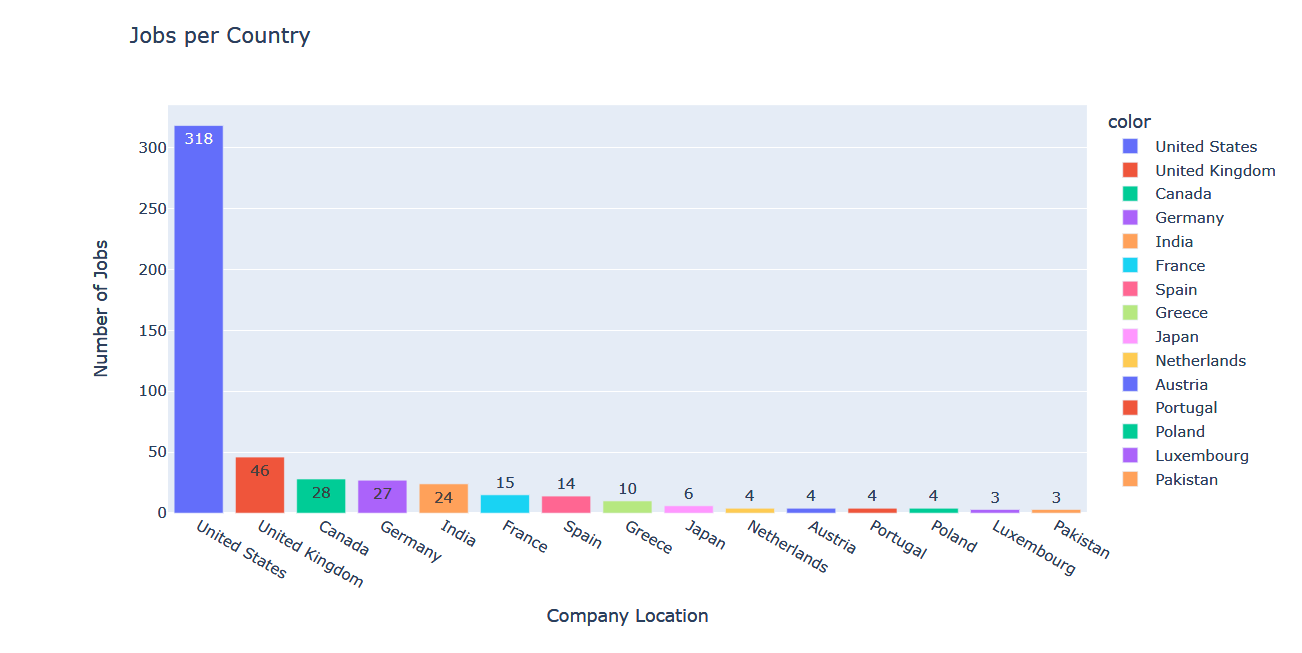 Jobs per Country
318
46
28
27
24
15
14
10
6
4
4
4
4
3
3
300
250
200
150
100
50
0
Number of Jobs
United States
United Kingdom
Canada
Germany
India
France
Spain
Greece
Japan
Netherlands
Austria
Portugal
Poland
Luxembourg
Pakistan
Company Location
color
United States
United Kingdom
Canada
Germany
India
France
Spain
Greece
Japan
Netherlands
Austria
Portugal
Poland
Luxembourg
Pakistan